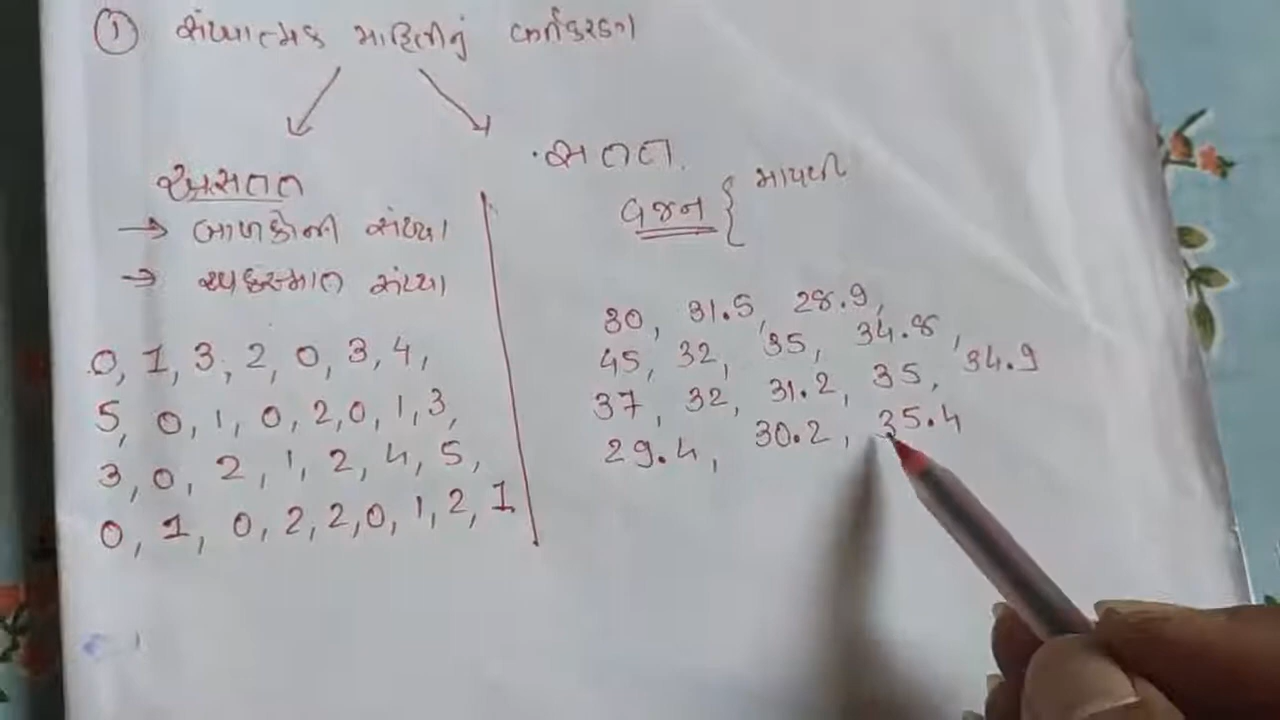 ① સંખ્યાત્મક માહિતીનું વર્ગીકરણ
અસતત
→ બાળકોની સંખ્યા
→ અકસ્માત સંખ્યા
0, 1, 3, 2, 0, 3, 4,
5, 0, 1, 0, 2, 0, 1, 3,
3, 0, 2, 1, 2, 4, 5,
0, 1, 0, 2, 2, 0, 1, 2, 1
· સતત
વજન { માપથી
30, 31.5, 28.9,
45, 32, 35, 34.8,
37, 32, 31.2, 35, 34.9
29.4, 30.2, 35.4